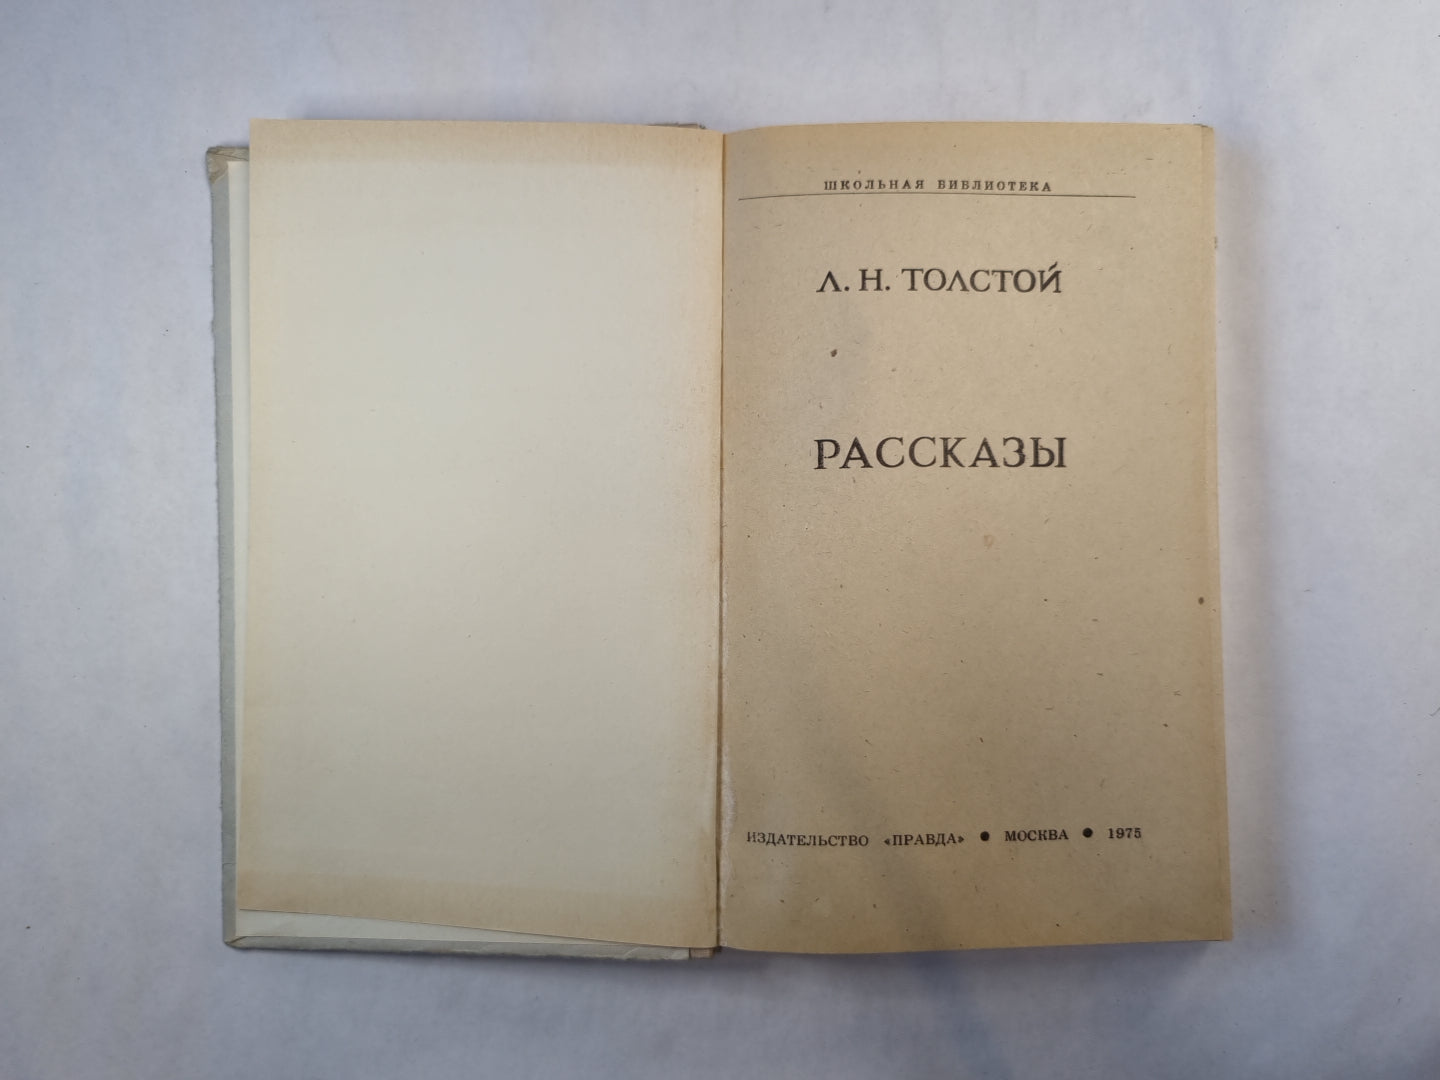 ШКОЛЬНАЯ БИБЛИОТЕКА
Л. Н. ТОЛСТОЙ
РАССКАЗЫ
ИЗДАТЕЛЬСТВО «ПРАВДА» ● МОСКВА ● 1975